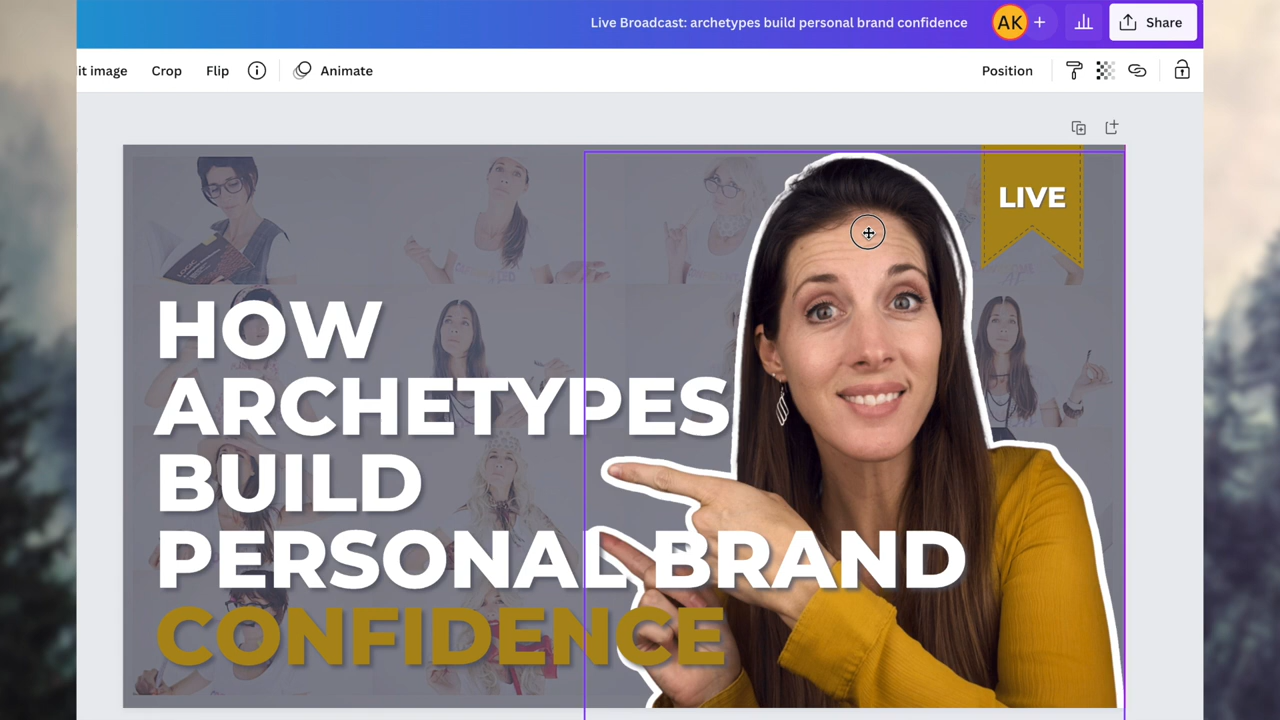 Live Broadcast: archetypes build personal brand confidence
AK
Share
it image
Crop
Flip
Animate
Position
LIVE
HOW
ARCHETYPES
BUILD
PERSONAL BRAND
CONFIDENCE